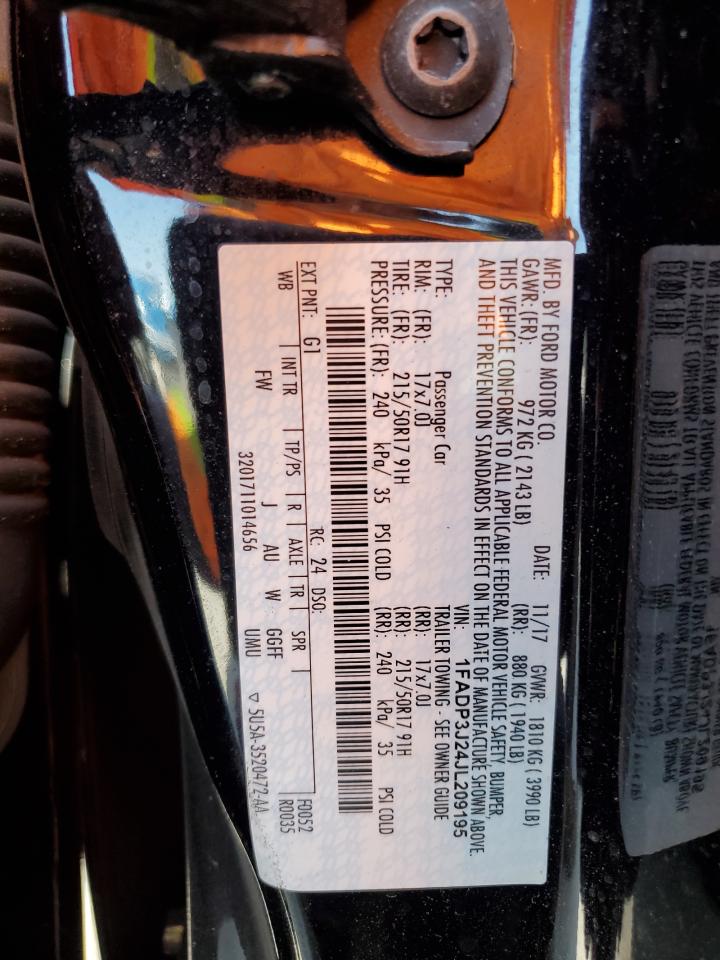 MFD. BY FORD MOTOR CO.
DATE: 11/17 GVWR: 1810 KG ( 3990 LB)
GAWR: (FR): 972 KG ( 2143 LB) (RR): 880 KG ( 1940 LB)
THIS VEHICLE CONFORMS TO ALL APPLICABLE FEDERAL MOTOR VEHICLE SAFETY, BUMPER,
AND THEFT PREVENTION STANDARDS IN EFFECT ON THE DATE OF MANUFACTURE SHOWN ABOVE.
VIN: 1FADP3J24JL209195
TYPE: Passenger Car TRAILER TOWING - SEE OWNER GUIDE
RIM: (FR): 17x7.0J (RR): 17x7.0J
TIRE: (FR): 215/50R17 91H (RR): 215/50R17 91H
PRESSURE: (FR): 240 kPa/ 35 PSI COLD (RR): 240 kPa/ 35 PSI COLD
EXT PNT: G1 RC: 24 DSO: F0052
WB INT TR TP/PS R AXLE TR SPR R0035
FW J AU W GGFF
3201711014656 UMU ▽ 5U5A-3520472-AA